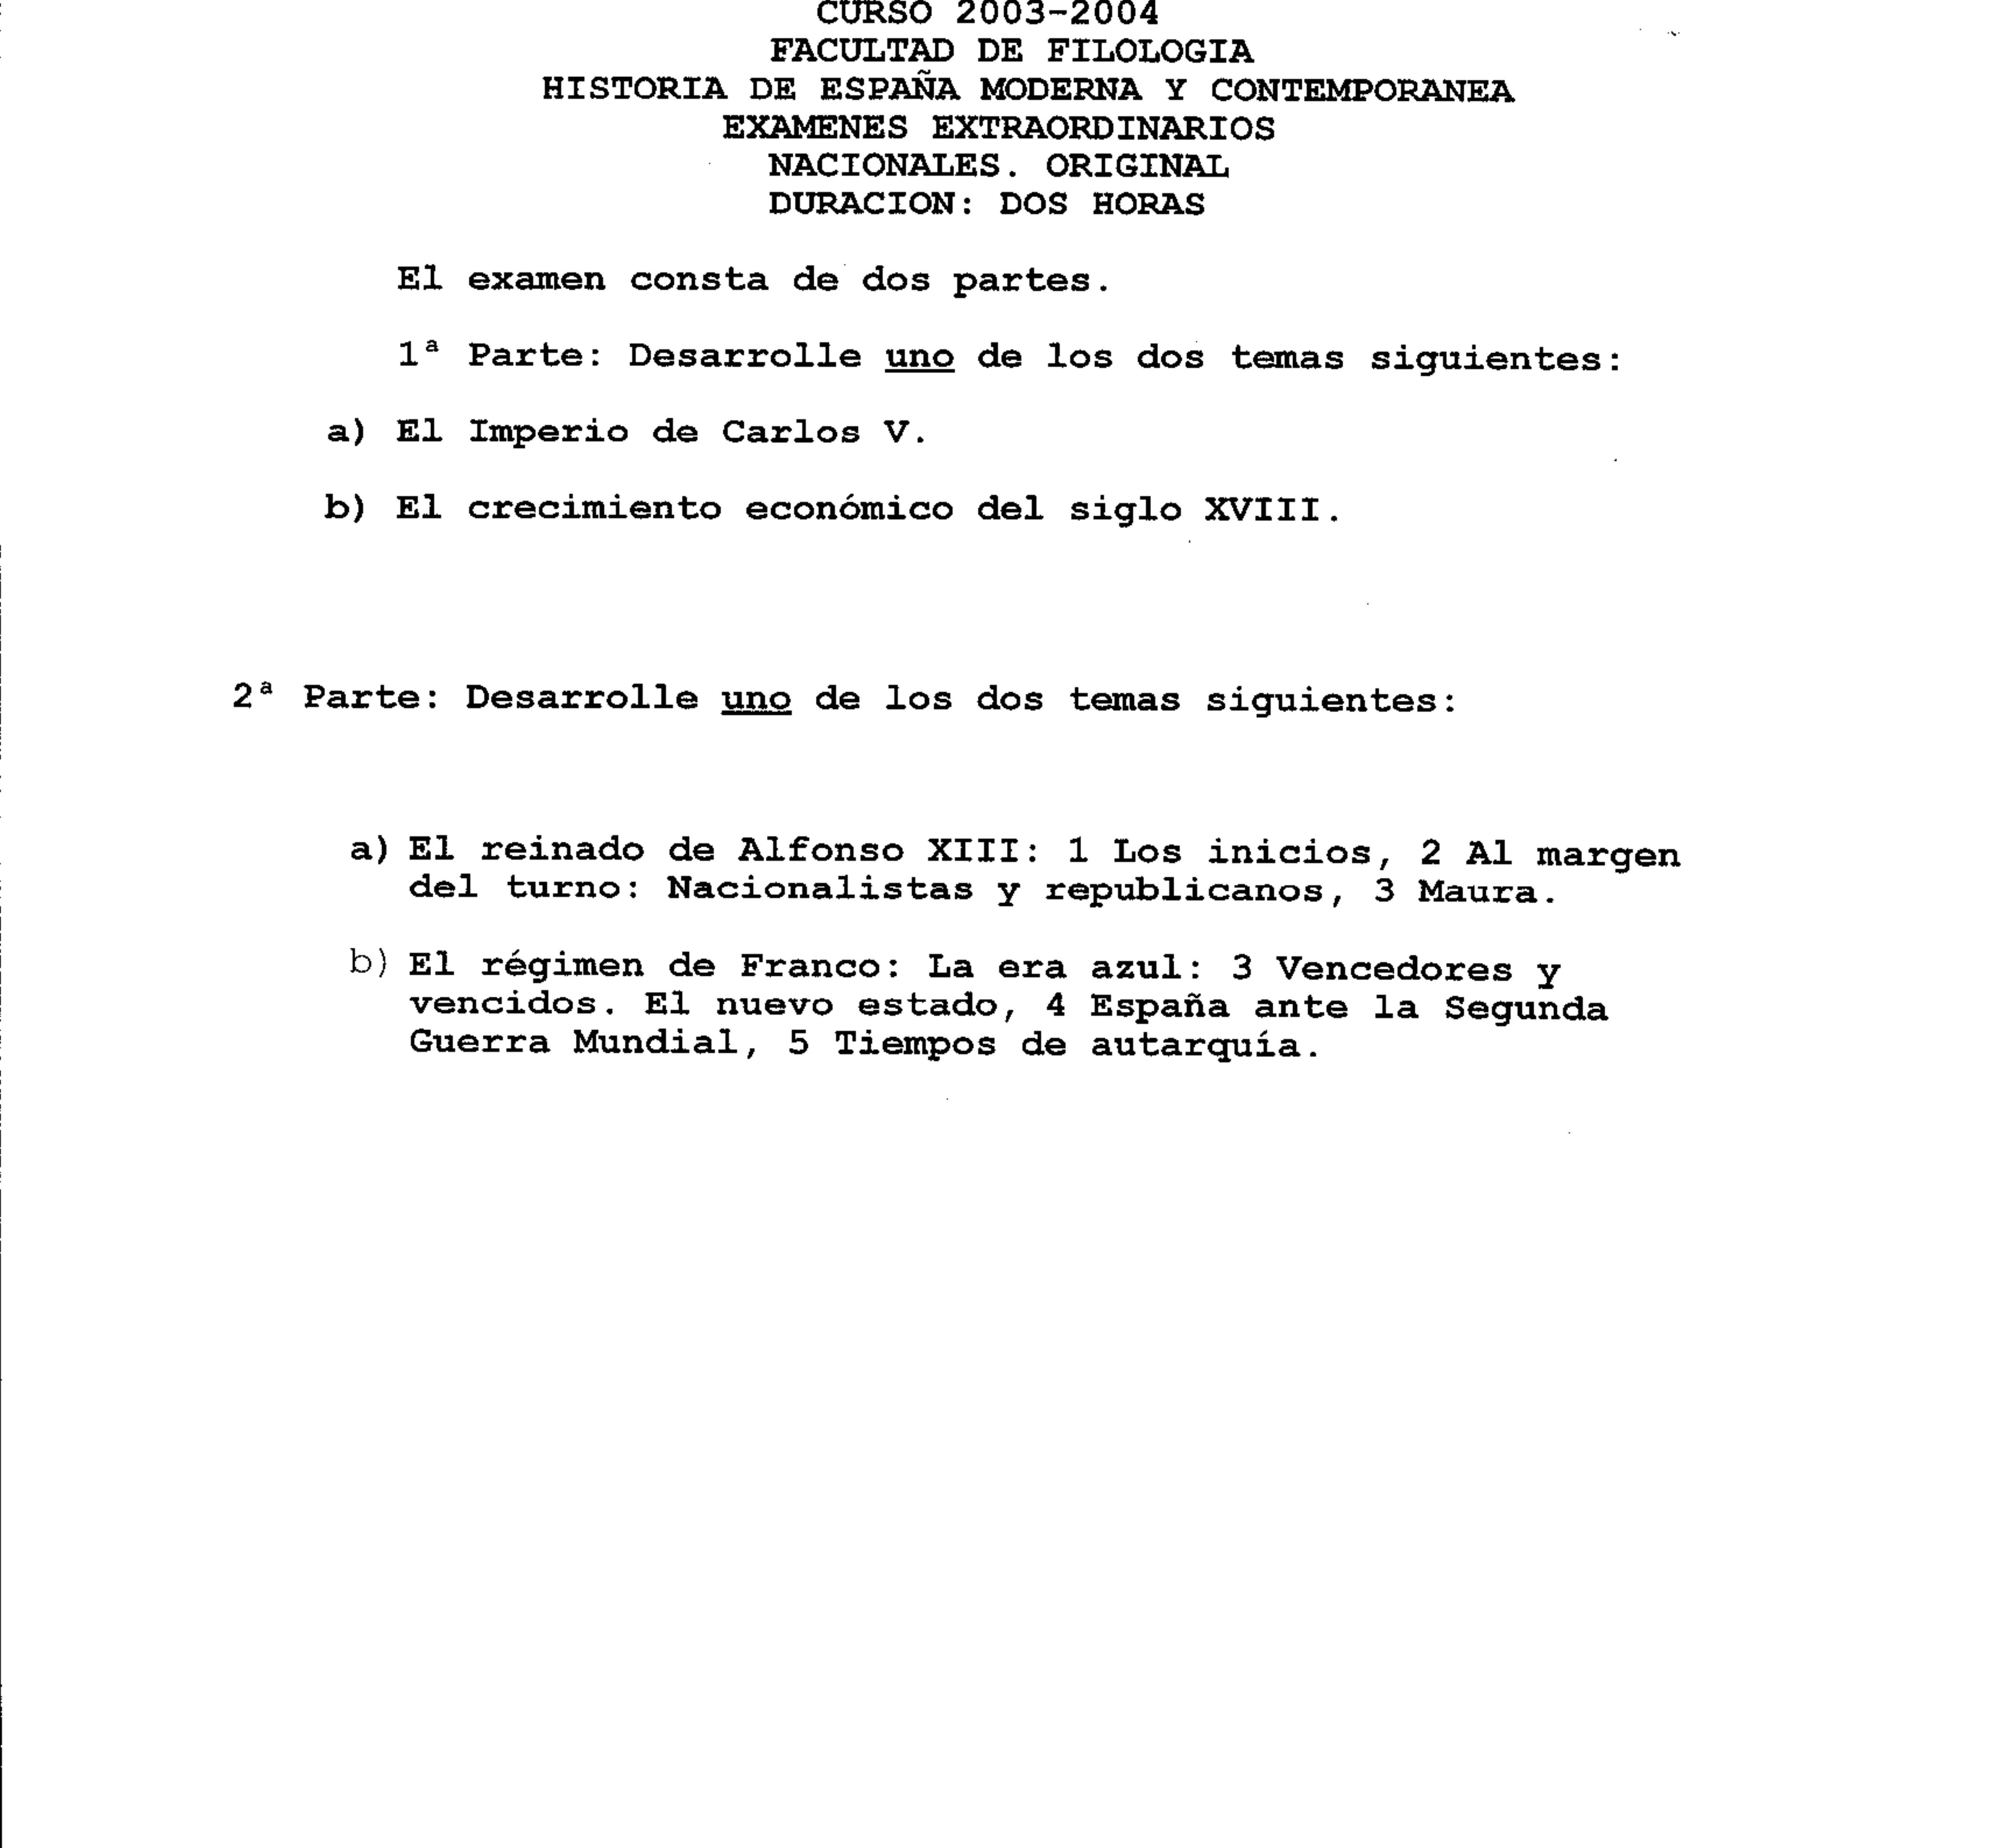 CURSO 2003-2004
FACULTAD DE FILOLOGIA
HISTORIA DE ESPAÑA MODERNA Y CONTEMPORANEA
EXAMENES EXTRAORDINARIOS
NACIONALES. ORIGINAL
DURACION: DOS HORAS
El examen consta de dos partes.
1ª Parte: Desarrolle uno de los dos temas siguientes:
a) El Imperio de Carlos V.
b) El crecimiento económico del siglo XVIII.
2ª Parte: Desarrolle uno de los dos temas siguientes:
a) El reinado de Alfonso XIII: 1 Los inicios, 2 Al margen
del turno: Nacionalistas y republicanos, 3 Maura.
b) El régimen de Franco: La era azul: 3 Vencedores y
vencidos. El nuevo estado, 4 España ante la Segunda
Guerra Mundial, 5 Tiempos de autarquía.